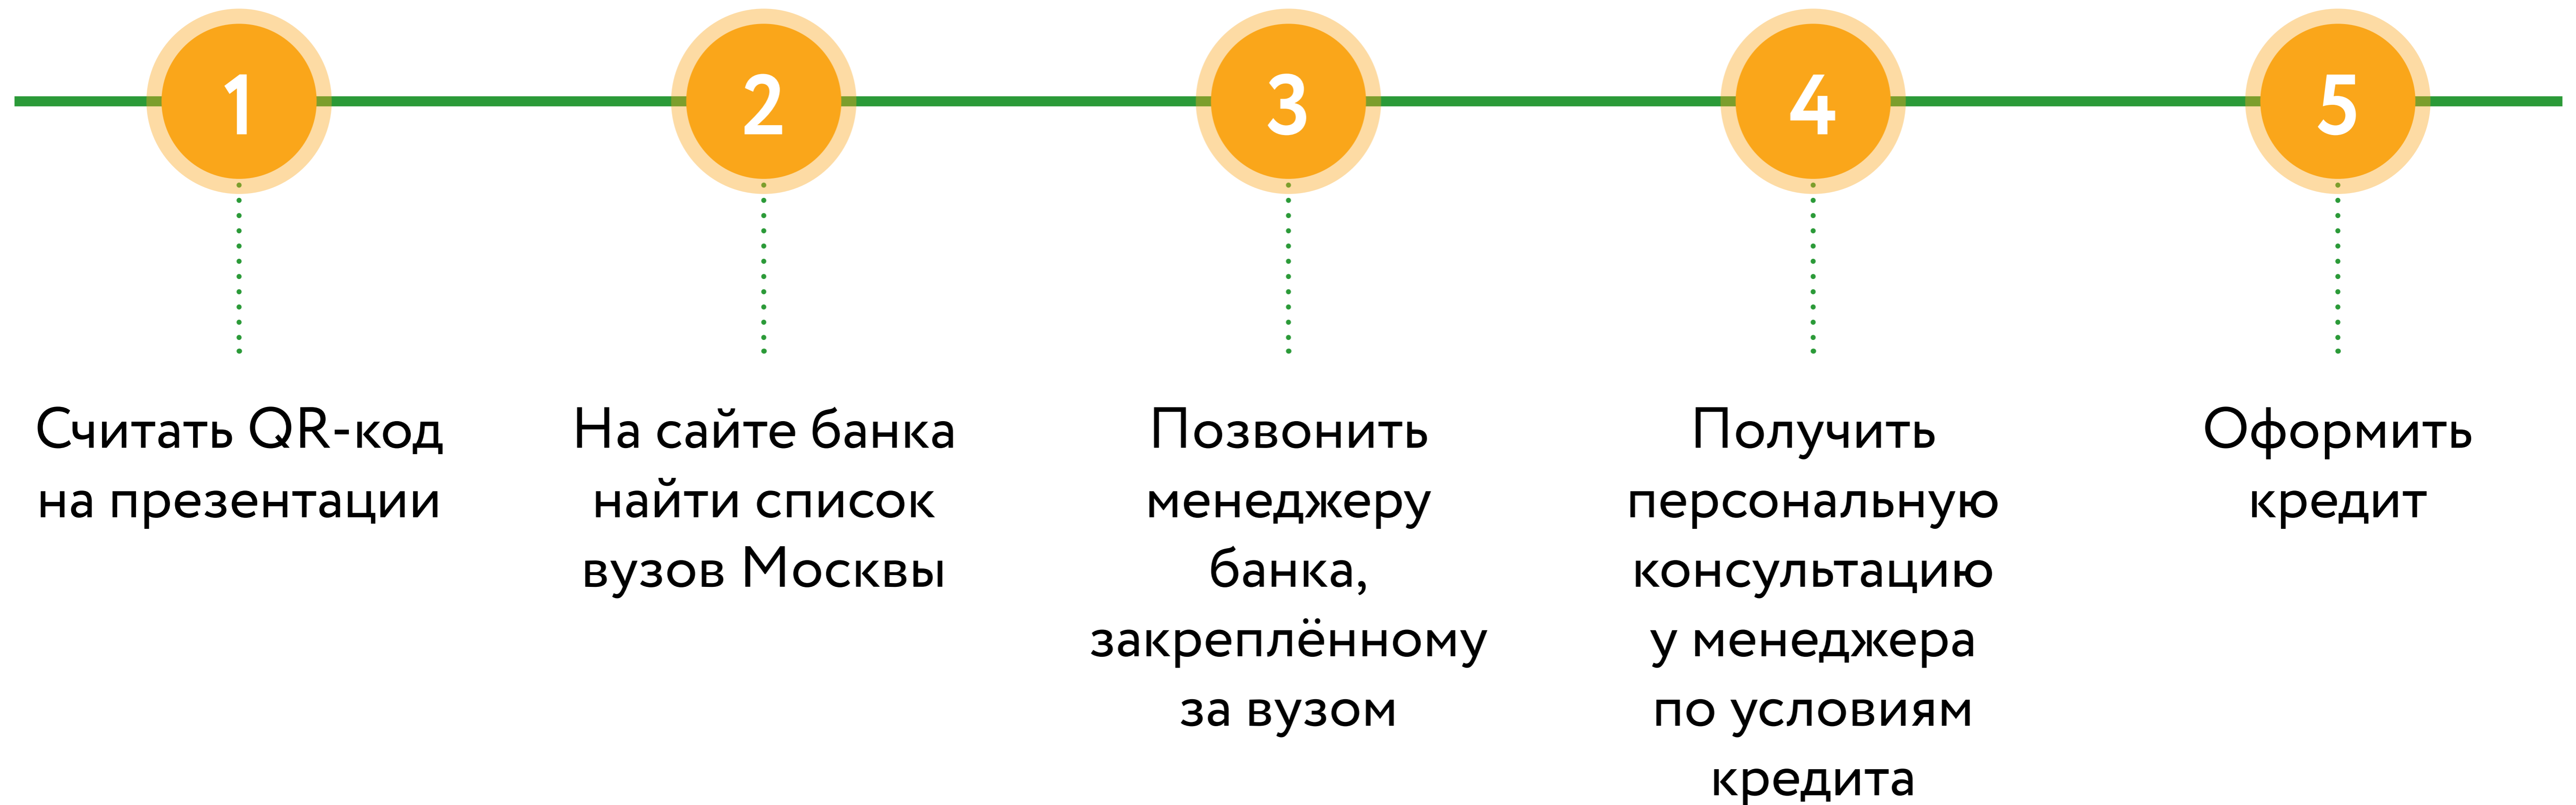 1
2
3
4
5
Считать QR-код
на презентации
На сайте банка
найти список
вузов Москвы
Позвонить
менеджеру
банка,
закреплённому
за вузом
Получить
персональную
консультацию
у менеджера
по условиям
кредита
Оформить
кредит